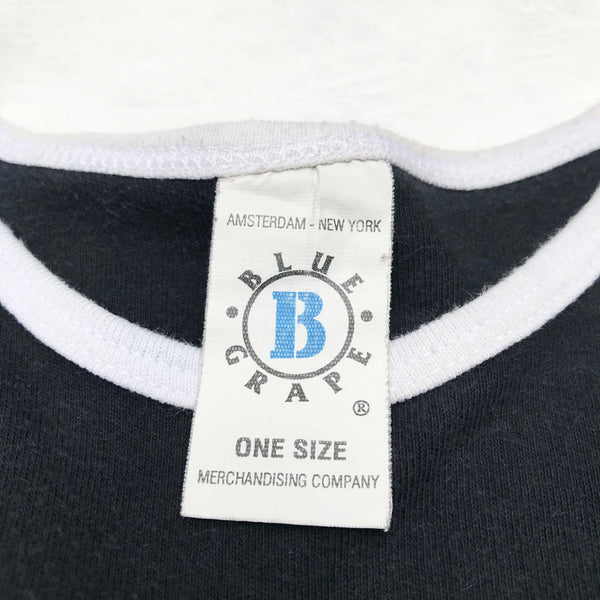 AMSTERDAM - NEW YORK
BLUE
B
GRAPE
®
ONE SIZE
MERCHANDISING COMPANY